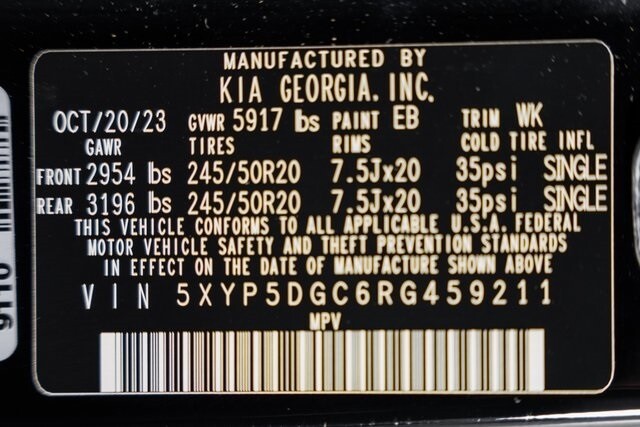 MANUFACTURED BY
KIA GEORGIA. INC.
OCT/20/23 GVWR 5917 lbs PAINT EB TRIM WK
GAWR TIRES RIMS COLD TIRE INFL
FRONT 2954 lbs 245/50R20 7.5Jx20 35psi SINGLE
REAR 3196 lbs 245/50R20 7.5Jx20 35psi SINGLE
THIS VEHICLE CONFORMS TO ALL APPLICABLE U.S.A. FEDERAL
MOTOR VEHICLE SAFETY AND THEFT PREVENTION STANDARDS
IN EFFECT ON THE DATE OF MANUFACTURE SHOWN ABOVE
VIN 5XYP5DGC6RG459211
MPV
9110